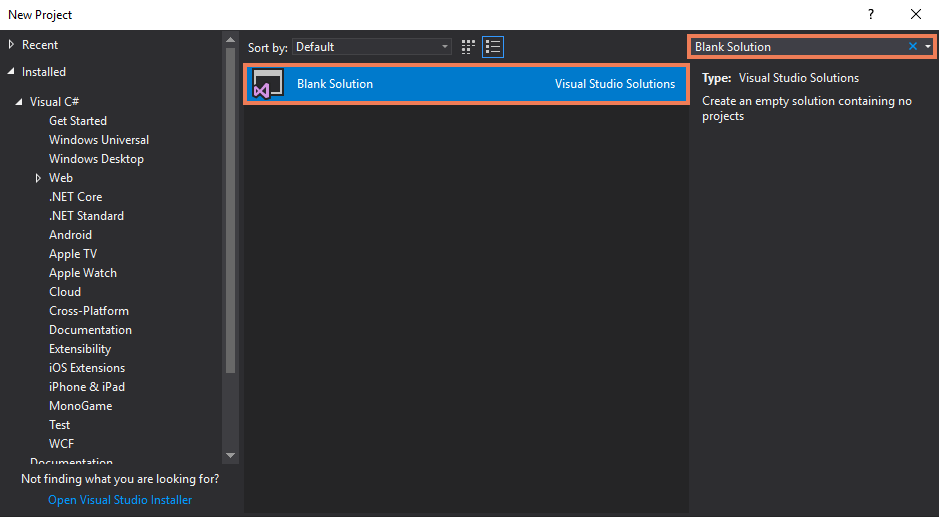 New Project
?
Recent
Installed
Visual C#
Get Started
Windows Universal
Windows Desktop
Web
.NET Core
.NET Standard
Android
Apple TV
Apple Watch
Cloud
Cross-Platform
Documentation
Extensibility
iOS Extensions
iPhone & iPad
MonoGame
Test
WCF
Documentation
Not finding what you are looking for?
Open Visual Studio Installer
Sort by: Default
Blank Solution Visual Studio Solutions
Blank Solution
Type: Visual Studio Solutions
Create an empty solution containing no
projects